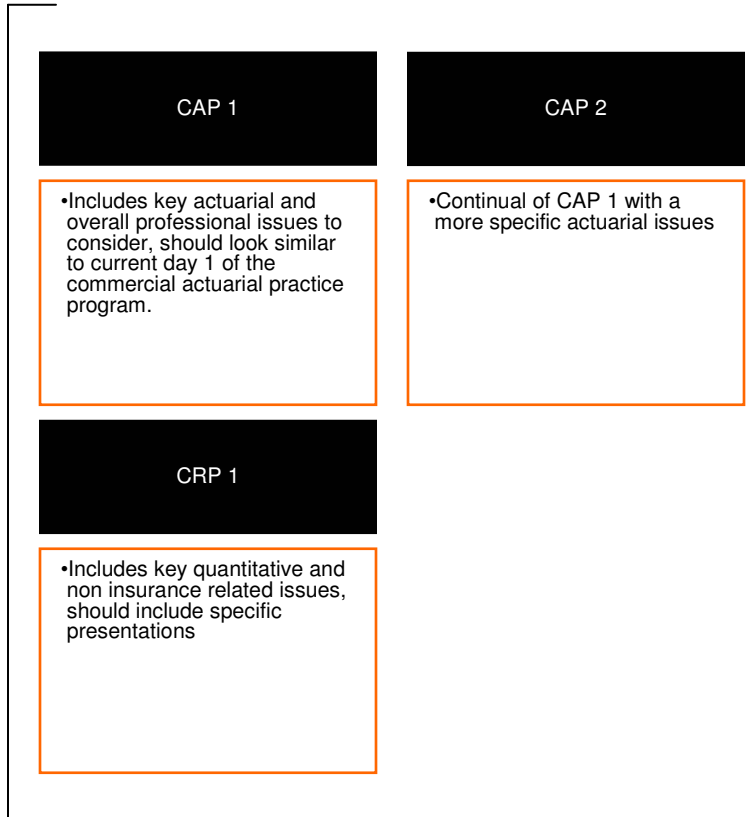 CAP 1
•Includes key actuarial and
overall professional issues to
consider, should look similar
to current day 1 of the
commercial actuarial practice
program.
CAP 2
•Continual of CAP 1 with a
more specific actuarial issues
CRP 1
•Includes key quantitative and
non insurance related issues,
should include specific
presentations